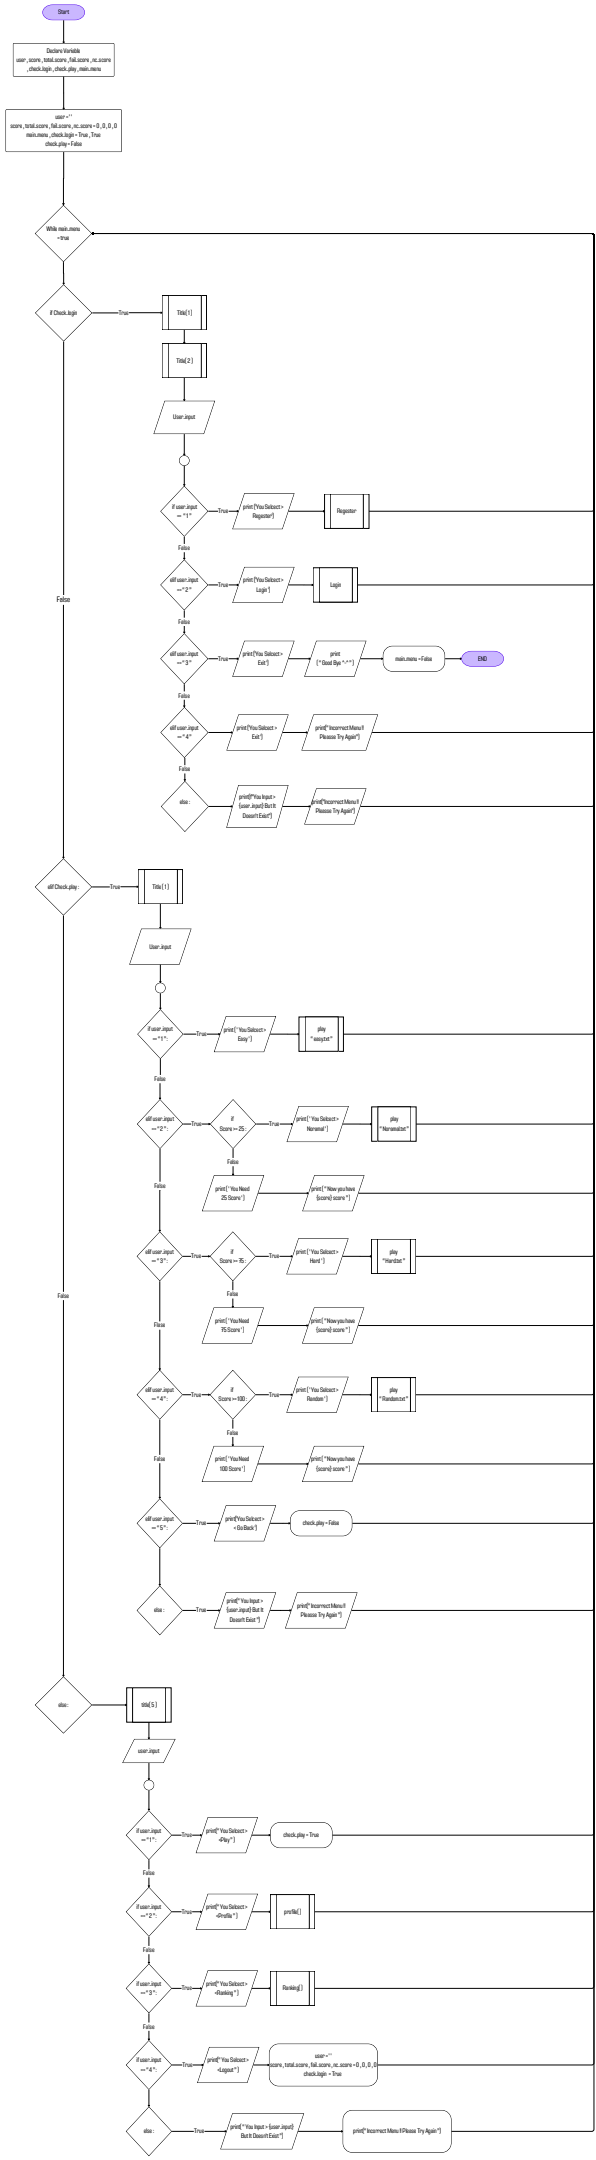 Start
Declare Variable
user , score , total.score , fail.score , nc.score
, check.login , check.play , main.menu
user = ''
score , total.score , fail.score , nc.score = 0 , 0 , 0 , 0
main.menu , check.login = True , True
check.play = False
While main.menu
= true
if Check.login
True
Title( 1 )
Title( 2 )
User.input
if user.input
== " 1 "
True
print ('You Selcect >
Regester')
Regester
False
elif user.input
== " 2 "
True
print ('You Selcect >
Login')
Login
False
False
elif user.input
== " 3 "
True
print ('You Selcect >
Exit')
print
( " Good Bye ^-^ " )
main.menu = False
END
False
elif user.input
== " 4 "
True
print ('You Selcect >
Exit')
print(" Incorrect Menu !!
Pleasse Try Again")
False
else :
print(f"You Input >
{user.input} But It
Doesn't Exist")
print("Incorrect Menu !!
Pleasse Try Again")
elif Check.play :
True
Title ( 1 )
User.input
if user.input
== " 1 " :
True
print ( ' You Selcect >
Easy ' )
play
" easy.txt "
False
elif user.input
== " 2 " :
True
if
Score >= 25 :
True
print ( ' You Selcect >
Noromal ' )
play
" Noromal.txt "
False
print ( ' You Need
25 Score ' )
print ( " Now you have
{score} score " )
False
elif user.input
== " 3 " :
True
if
Score >= 75 :
True
print ( ' You Selcect >
Herd ' )
play
" Hard.txt "
False
False
print ( ' You Need
75 Score ' )
print ( " Now you have
{score} score " )
Flase
elif user.input
== " 4 " :
True
if
Score >= 100 :
True
print ( ' You Selcect >
Random ' )
play
" Random.txt "
False
print ( ' You Need
100 Score ' )
print ( " Now you have
{score} score " )
False
elif user.input
== " 5 " :
True
print('You Selcect >
< Go Back')
check.play = False
else :
True
print(" You Input >
{user.input} But It
Doesn't Exist ")
print(" Incorrect Menu !!
Pleasse Try Again ")
else :
title( 5 )
user.input
if user.input
== " 1 " :
True
print(" You Selcect >
<Play " )
check.play = True
False
if user.input
== " 2 " :
True
print(" You Selcect >
<Profile " )
profile( )
False
if user.input
== " 3 " :
True
print(" You Selcect >
<Ranking " )
Ranking( )
False
if user.input
== " 4 " :
True
print(" You Selcect >
<Logout " )
user = ""
score , total.score , fail.score , nc.score = 0 , 0 , 0 , 0
check.login = True
else :
True
print( " You Input > {user.input}
But It Doesn't Exist " )
print(" Incorrect Menu !! Please Try Again ")